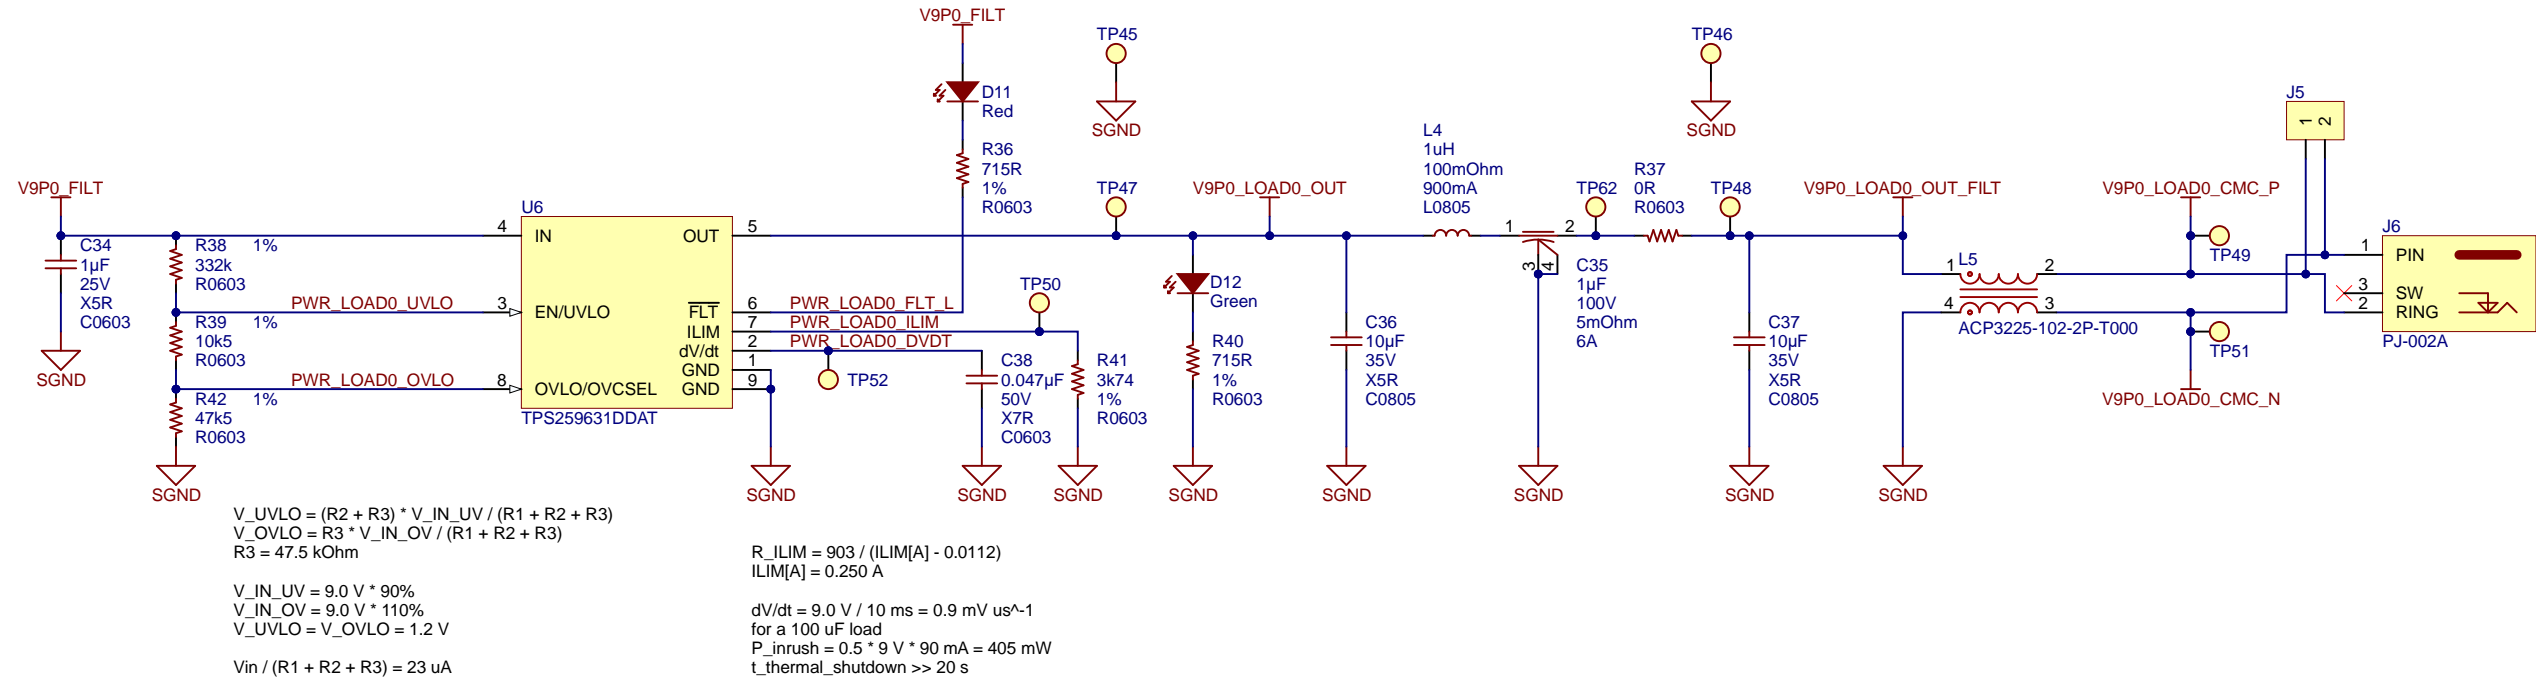 V9P0_FILT
TP45
TP46
D11
Red
SGND
SGND
J5
1 2
R36
715R
1%
R0603
L4
1uH
100mOhm
900mA
L0805
R37
0R
R0603
V9P0_FILT
TP47
V9P0_LOAD0_OUT
TP62
TP48
V9P0_LOAD0_OUT_FILT
V9P0_LOAD0_CMC_P
U6
4 IN
OUT 5
3 EN/UVLO
FLT 6
ILIM 7
dV/dt 2
GND 1
8 OVLO/OVCSEL
GND 9
TPS259631DDAT
C34
1µF
25V
X5R
C0603
SGND
R38 1%
332k
R0603
PWR_LOAD0_UVLO
R39 1%
10k5
R0603
PWR_LOAD0_OVLO
R42 1%
47k5
R0603
SGND
PWR_LOAD0_FLT_L
PWR_LOAD0_ILIM
PWR_LOAD0_DVDT
TP50
TP52
SGND
C38
0.047µF
50V
X7R
C0603
SGND
R41
3k74
1%
R0603
SGND
D12
Green
R40
715R
1%
R0603
SGND
C36
10µF
35V
X5R
C0805
SGND
1 2
3 4
C35
1µF
100V
5mOhm
6A
SGND
C37
10µF
35V
X5R
C0805
SGND
L5
1 2
4 3
ACP3225-102-2P-T000
SGND
TP49
TP51
V9P0_LOAD0_CMC_N
J6
1 PIN
3 SW
2 RING
PJ-002A
V_UVLO = (R2 + R3) * V_IN_UV / (R1 + R2 + R3)
V_OVLO = R3 * V_IN_OV / (R1 + R2 + R3)
R3 = 47.5 kOhm
V_IN_UV = 9.0 V * 90%
V_IN_OV = 9.0 V * 110%
V_UVLO = V_OVLO = 1.2 V
Vin / (R1 + R2 + R3) = 23 uA
R_ILIM = 903 / (ILIM[A] - 0.0112)
ILIM[A] = 0.250 A
dV/dt = 9.0 V / 10 ms = 0.9 mV us^-1
for a 100 uF load
P_inrush = 0.5 * 9 V * 90 mA = 405 mW
t_thermal_shutdown >> 20 s